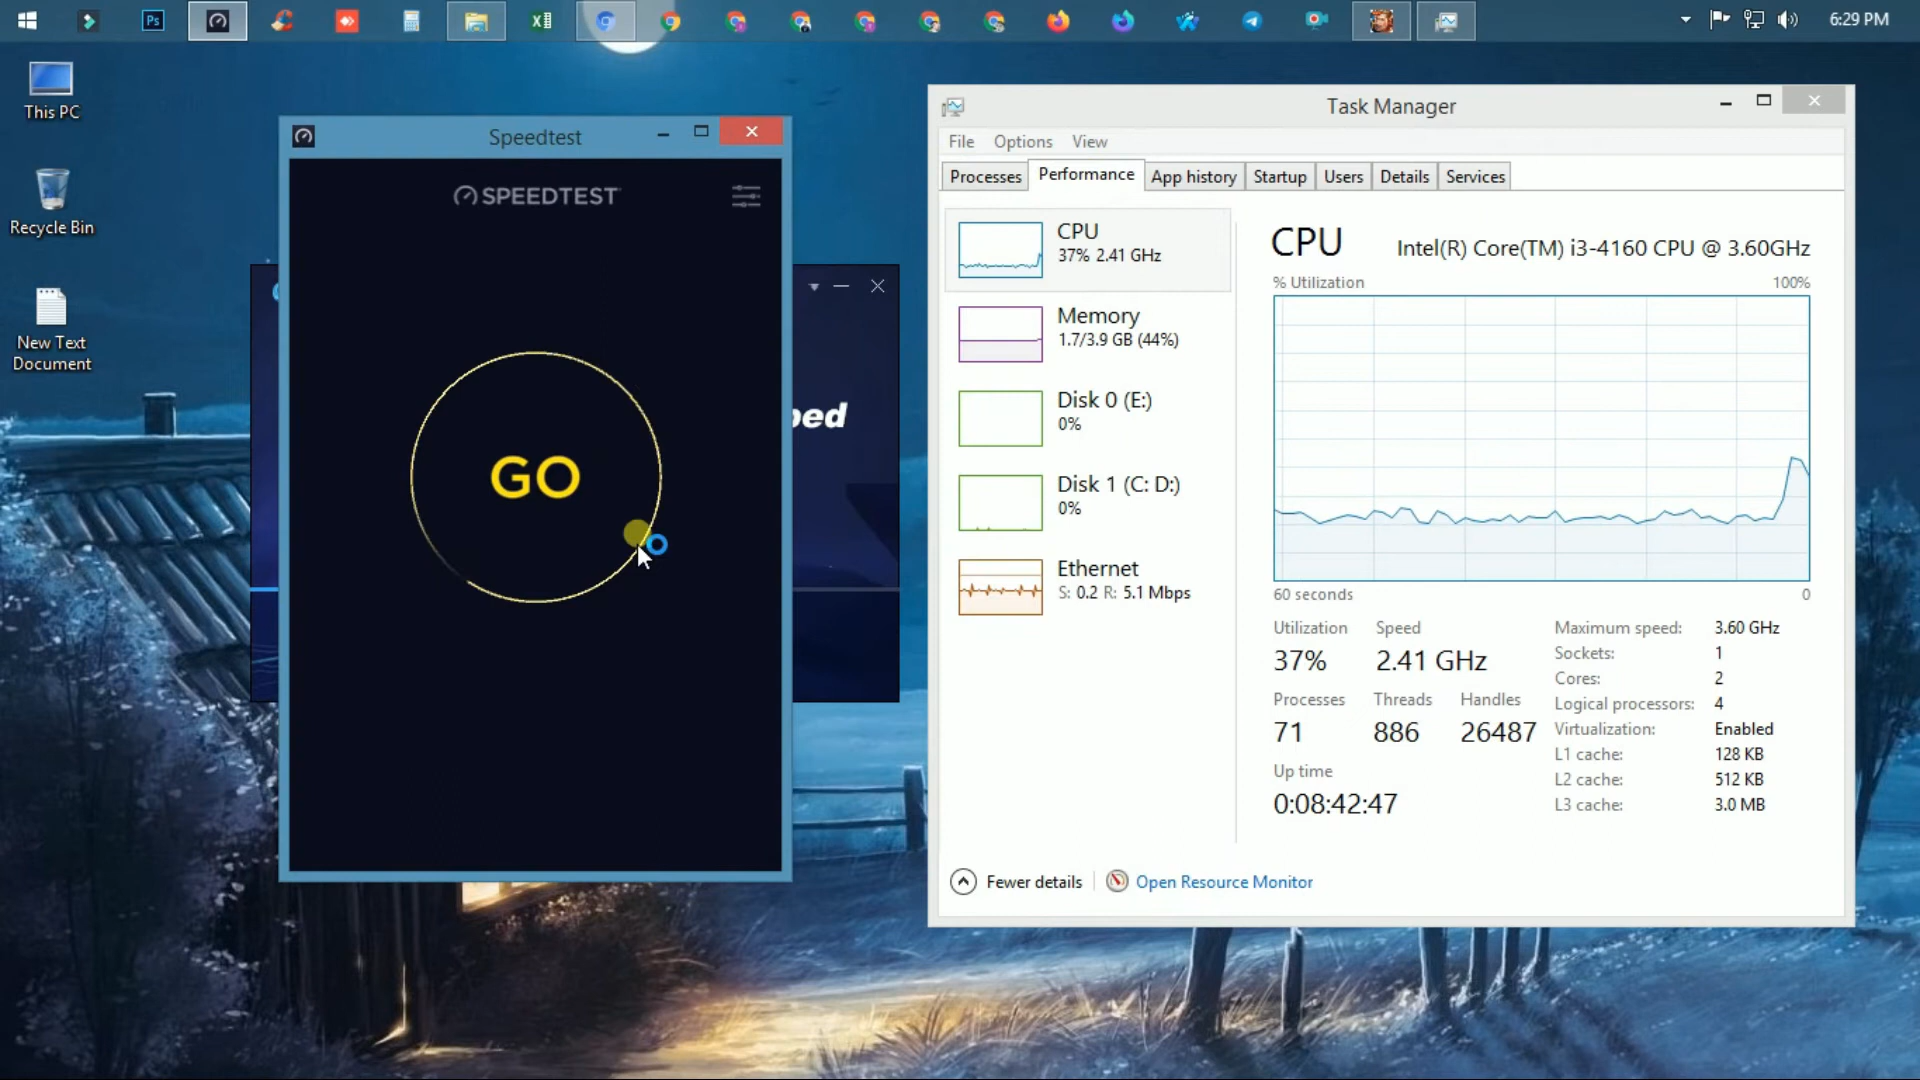 Ps
6:29 PM
This PC
Recycle Bin
New Text
Document
Speedtest
SPEEDTEST
GO
Task Manager
File Options View
Processes Performance App history Startup Users Details Services
CPU
37% 2.41 GHz
Memory
1.7/3.9 GB (44%)
Disk 0 (E:)
0%
Disk 1 (C: D:)
0%
Ethernet
S: 0.2 R: 5.1 Mbps
CPU Intel(R) Core(TM) i3-4160 CPU @ 3.60GHz
% Utilization 100%
60 seconds 0
Utilization Speed
37% 2.41 GHz
Processes Threads Handles
71 886 26487
Up time
0:08:42:47
Maximum speed: 3.60 GHz
Sockets: 1
Cores: 2
Logical processors: 4
Virtualization: Enabled
L1 cache: 128 KB
L2 cache: 512 KB
L3 cache: 3.0 MB
Fewer details Open Resource Monitor